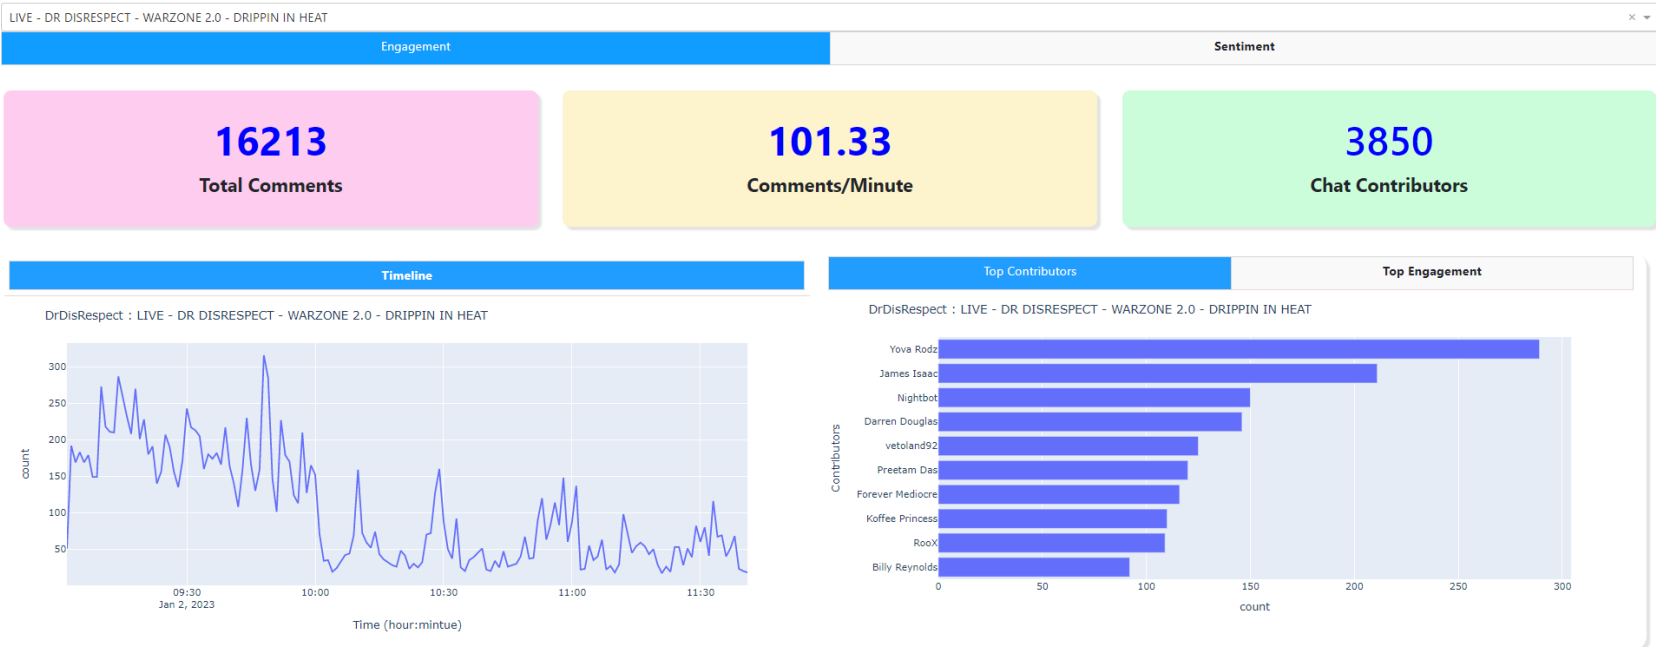 LIVE - DR DISRESPECT - WARZONE 2.0 - DRIPPIN IN HEAT
Engagement
Sentiment
16213
Total Comments
101.33
Comments/Minute
3850
Chat Contributors
Timeline
DrDisRespect : LIVE - DR DISRESPECT - WARZONE 2.0 - DRIPPIN IN HEAT
count
300
250
200
150
100
50
09:30
10:00
10:30
11:00
11:30
Jan 2, 2023
Time (hour:mintue)
Top Contributors
Top Engagement
DrDisRespect : LIVE - DR DISRESPECT - WARZONE 2.0 - DRIPPIN IN HEAT
Contributors
Yova Rodz
James Isaac
Nightbot
Darren Douglas
vetoland92
Preetam Das
Forever Mediocre
Koffee Princess
RooX
Billy Reynolds
0
50
100
150
200
250
300
count